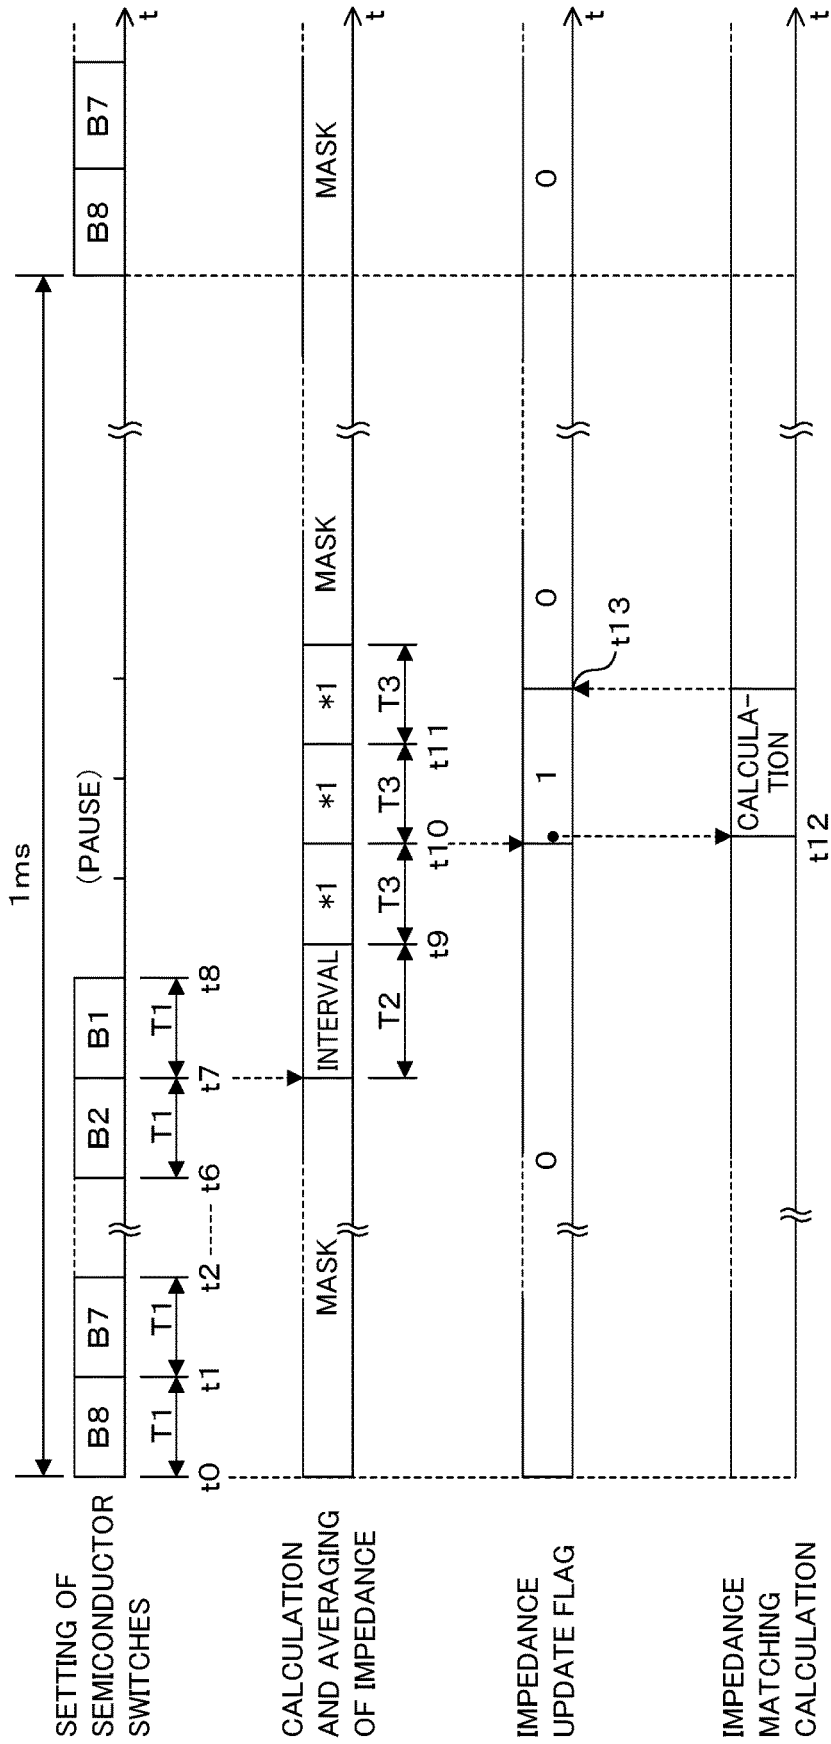 1ms
SETTING OF
SEMICONDUCTOR
SWITCHES
B8
B7
B2
B1
(PAUSE)
B8
B7
t
T1
T1
T1
T1
t0
t1
t2
t6
t7
t8
CALCULATION
AND AVERAGING
OF IMPEDANCE
MASK
INTERVAL
*1
*1
*1
MASK
MASK
t
T2
T3
T3
T3
t9
t10
t11
IMPEDANCE
UPDATE FLAG
0
1
0
0
t
t13
IMPEDANCE
MATCHING
CALCULATION
CALCULA-
TION
t
t12